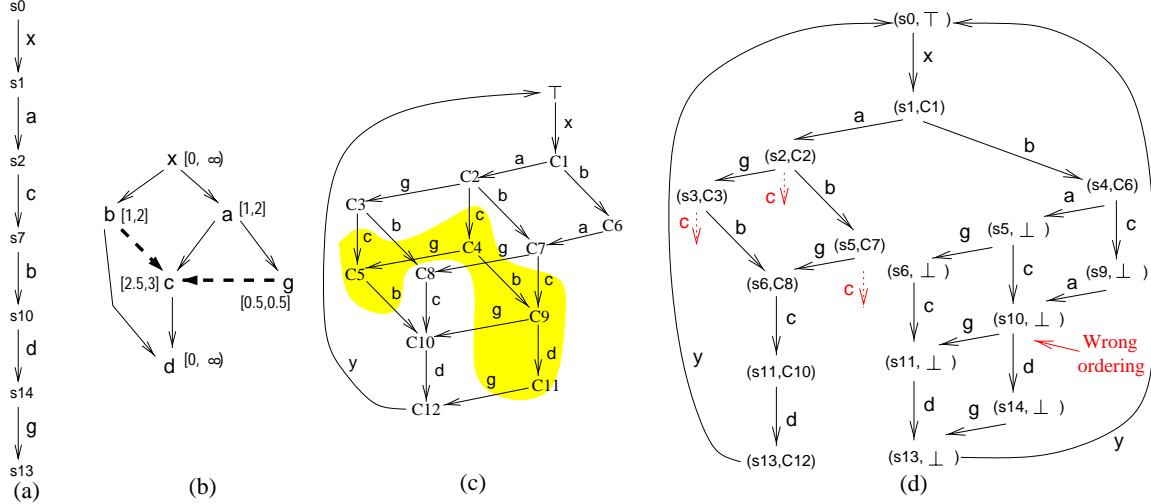 s0
x
s1
a
s2
c
s7
b
s10
d
s14
g
s13
(a)
x [0, ∞)
b [1,2]
a [1,2]
[2.5,3] c
g
[0.5,0.5]
d [0, ∞)
(b)
⊤
x
C1
a
b
C2
g
c
b
C6
a
C3
c
b
C4
g
g
C7
C5
C8
b
b
c
c
C9
g
C10
y
d
d
C11
g
C12
(c)
(s0, ⊤ )
x
(s1,C1)
a
b
(s2,C2)
g
c
b
(s4,C6)
a
c
(s3,C3)
c
b
g
(s5,C7)
c
(s5, ⊥ )
g
c
(s6,C8)
(s6, ⊥ )
(s9, ⊥ )
a
c
c
(s10, ⊥ )
g
d
Wrong
ordering
y
(s11,C10)
(s11, ⊥ )
d
d
(s14, ⊥ )
g
(s13,C12)
(s13, ⊥ )
y
(d)